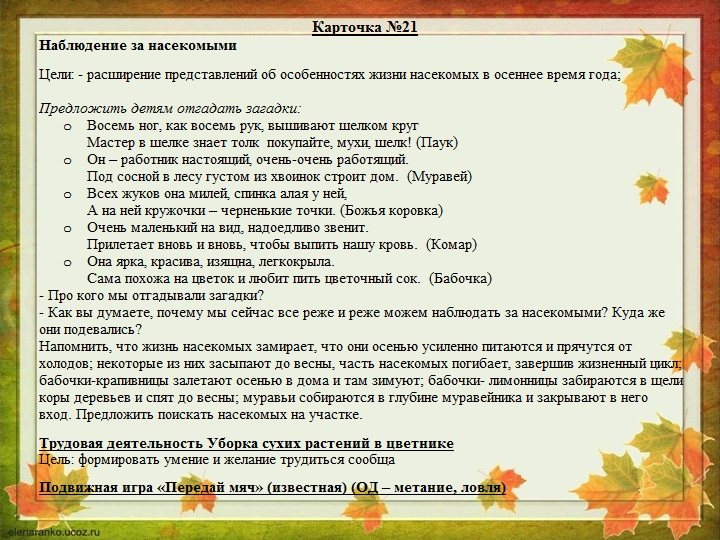 Карточка №21
Наблюдение за насекомыми
Цели: - расширение представлений об особенностях жизни насекомых в осеннее время года;
Предложить детям отгадать загадки:
o Восемь ног, как восемь рук, вышивают шелком круг
Мастер в шелке знает толк покупайте, мухи, шелк! (Паук)
o Он – работник настоящий, очень-очень работящий.
Под сосной в лесу густом из хвоинок строит дом. (Муравей)
o Всех жуков она милей, спинка алая у ней,
А на ней кружочки – черненькие точки. (Божья коровка)
o Очень маленький на вид, надоедливо звенит.
Прилетает вновь и вновь, чтобы выпить нашу кровь. (Комар)
o Она ярка, красива, изящна, легкокрыла.
Сама похожа на цветок и любит пить цветочный сок. (Бабочка)
- Про кого мы отгадывали загадки?
- Как вы думаете, почему мы сейчас все реже и реже можем наблюдать за насекомыми? Куда же
они подевались?
Напомнить, что жизнь насекомых замирает, что они осенью усиленно питаются и прячутся от
холодов; некоторые из них засыпают до весны, часть насекомых погибает, завершив жизненный цикл;
бабочки-крапивницы залетают осенью в дома и там зимуют; бабочки- лимонницы забираются в щели
коры деревьев и спят до весны; муравьи собираются в глубине муравейника и закрывают в него
вход. Предложить поискать насекомых на участке.
Трудовая деятельность Уборка сухих растений в цветнике
Цель: формировать умение и желание трудиться сообща
Подвижная игра «Передай мяч» (известная) (ОД – метание, ловля)
elenaranko.ucoz.ru